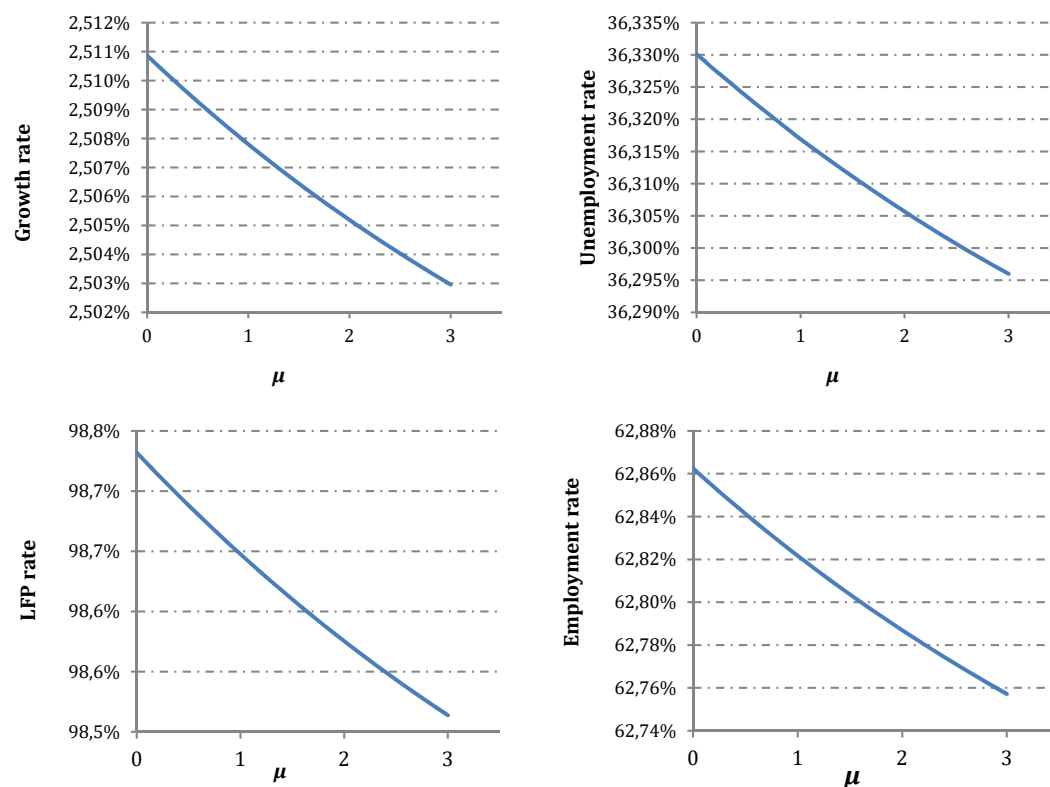 2,512%
2,511%
2,510%
2,509%
2,508%
2,507%
2,506%
2,505%
2,504%
2,503%
2,502%
Growth rate
0 1 2 3
μ
36,335%
36,330%
36,325%
36,320%
36,315%
36,310%
36,305%
36,300%
36,295%
36,290%
Unemployment rate
0 1 2 3
μ
98,8%
98,7%
98,7%
98,6%
98,6%
98,5%
LFP rate
0 1 2 3
μ
62,88%
62,86%
62,84%
62,82%
62,80%
62,78%
62,76%
62,74%
Employment rate
0 1 2 3
μ